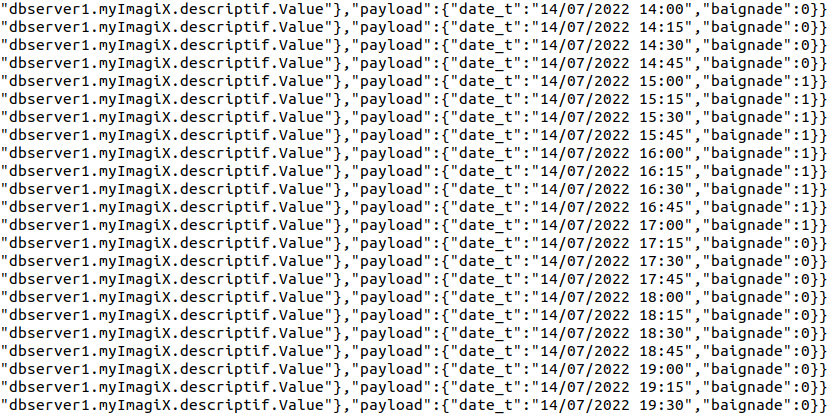 "dbserver1.myImagiX.descriptif.Value"},"payload":{"date_t":"14/07/2022 14:00","baignade":0}}
"dbserver1.myImagiX.descriptif.Value"},"payload":{"date_t":"14/07/2022 14:15","baignade":0}}
"dbserver1.myImagiX.descriptif.Value"},"payload":{"date_t":"14/07/2022 14:30","baignade":0}}
"dbserver1.myImagiX.descriptif.Value"},"payload":{"date_t":"14/07/2022 14:45","baignade":0}}
"dbserver1.myImagiX.descriptif.Value"},"payload":{"date_t":"14/07/2022 15:00","baignade":1}}
"dbserver1.myImagiX.descriptif.Value"},"payload":{"date_t":"14/07/2022 15:15","baignade":1}}
"dbserver1.myImagiX.descriptif.Value"},"payload":{"date_t":"14/07/2022 15:30","baignade":1}}
"dbserver1.myImagiX.descriptif.Value"},"payload":{"date_t":"14/07/2022 15:45","baignade":1}}
"dbserver1.myImagiX.descriptif.Value"},"payload":{"date_t":"14/07/2022 16:00","baignade":1}}
"dbserver1.myImagiX.descriptif.Value"},"payload":{"date_t":"14/07/2022 16:15","baignade":1}}
"dbserver1.myImagiX.descriptif.Value"},"payload":{"date_t":"14/07/2022 16:30","baignade":1}}
"dbserver1.myImagiX.descriptif.Value"},"payload":{"date_t":"14/07/2022 16:45","baignade":1}}
"dbserver1.myImagiX.descriptif.Value"},"payload":{"date_t":"14/07/2022 17:00","baignade":1}}
"dbserver1.myImagiX.descriptif.Value"},"payload":{"date_t":"14/07/2022 17:15","baignade":0}}
"dbserver1.myImagiX.descriptif.Value"},"payload":{"date_t":"14/07/2022 17:30","baignade":0}}
"dbserver1.myImagiX.descriptif.Value"},"payload":{"date_t":"14/07/2022 17:45","baignade":0}}
"dbserver1.myImagiX.descriptif.Value"},"payload":{"date_t":"14/07/2022 18:00","baignade":0}}
"dbserver1.myImagiX.descriptif.Value"},"payload":{"date_t":"14/07/2022 18:15","baignade":0}}
"dbserver1.myImagiX.descriptif.Value"},"payload":{"date_t":"14/07/2022 18:30","baignade":0}}
"dbserver1.myImagiX.descriptif.Value"},"payload":{"date_t":"14/07/2022 18:45","baignade":0}}
"dbserver1.myImagiX.descriptif.Value"},"payload":{"date_t":"14/07/2022 19:00","baignade":0}}
"dbserver1.myImagiX.descriptif.Value"},"payload":{"date_t":"14/07/2022 19:15","baignade":0}}
"dbserver1.myImagiX.descriptif.Value"},"payload":{"date_t":"14/07/2022 19:30","baignade":0}}